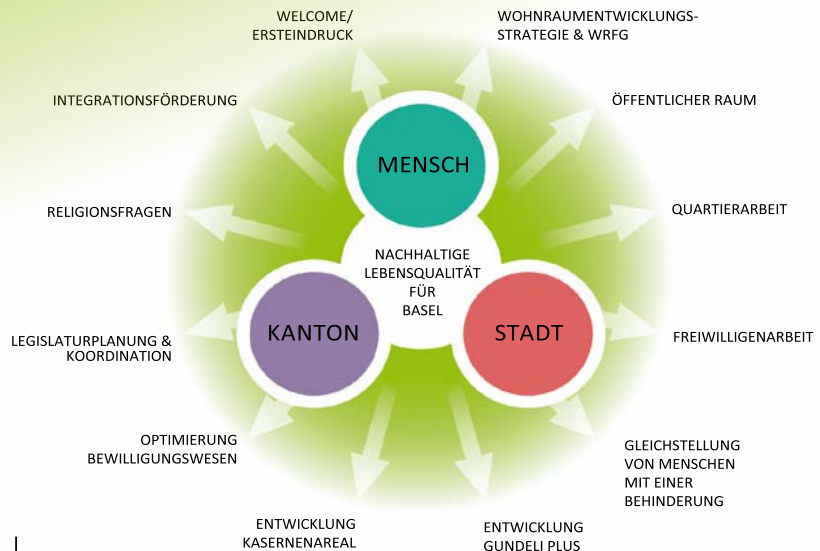 WELCOME/
ERSTEINDRUCK
WOHNRAUMENTWICKLUNGS-
STRATEGIE & WRFG
INTEGRATIONSFÖRDERUNG
ÖFFENTLICHER RAUM
MENSCH
RELIGIONSFRAGEN
QUARTIERARBEIT
NACHHALTIGE
LEBENSQUALITÄT
FÜR
BASEL
KANTON
STADT
LEGISLATURPLANUNG &
KOORDINATION
FREIWILLIGENARBEIT
OPTIMIERUNG
BEWILLIGUNGSWESEN
GLEICHSTELLUNG
VON MENSCHEN
MIT EINER
BEHINDERUNG
ENTWICKLUNG
KASERNENAREAL
ENTWICKLUNG
GUNDELI PLUS